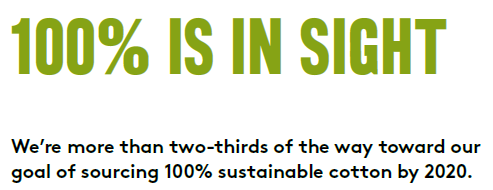 100% IS IN SIGHT
We're more than two-thirds of the way toward our
goal of sourcing 100% sustainable cotton by 2020.